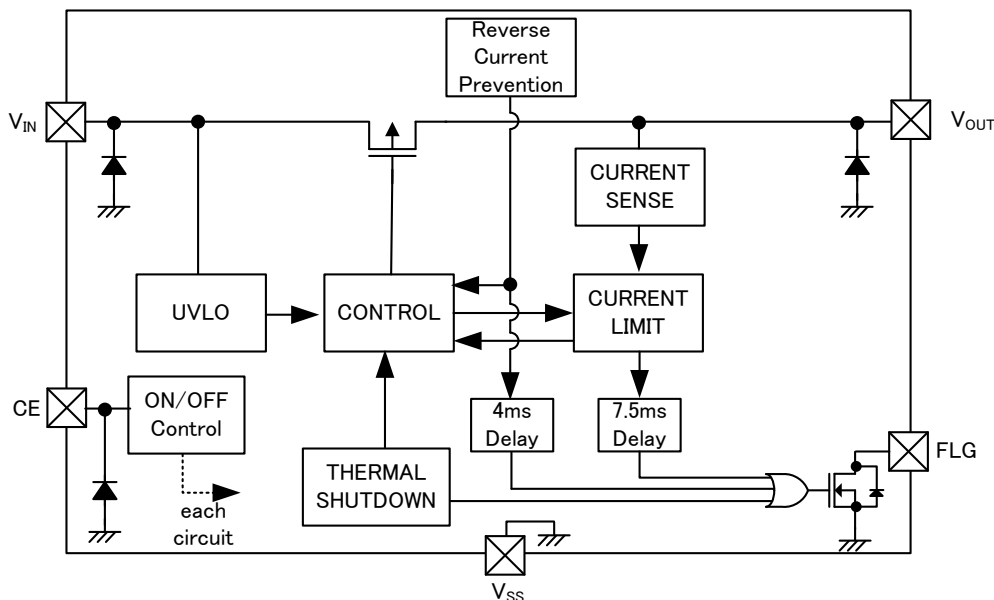 Reverse
Current
Prevention
VIN
VOUT
CURRENT
SENSE
UVLO
CONTROL
CURRENT
LIMIT
CE
ON/OFF
Control
4ms
Delay
7.5ms
Delay
FLG
THERMAL
SHUTDOWN
each
circuit
VSS